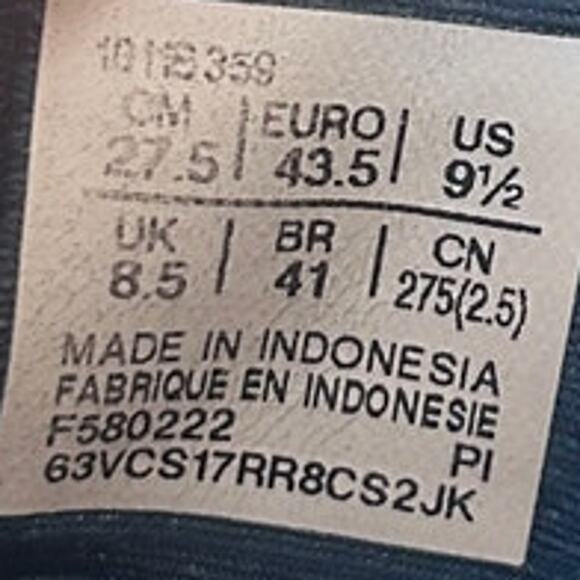 CM | EURO | US
27.5 | 43.5 | 9½
UK | BR | CN
8.5 | 41 | 275(2.5)
MADE IN INDONESIA
FABRIQUE EN INDONESIE
F580222 PI
63VCS17RR8CS2JK